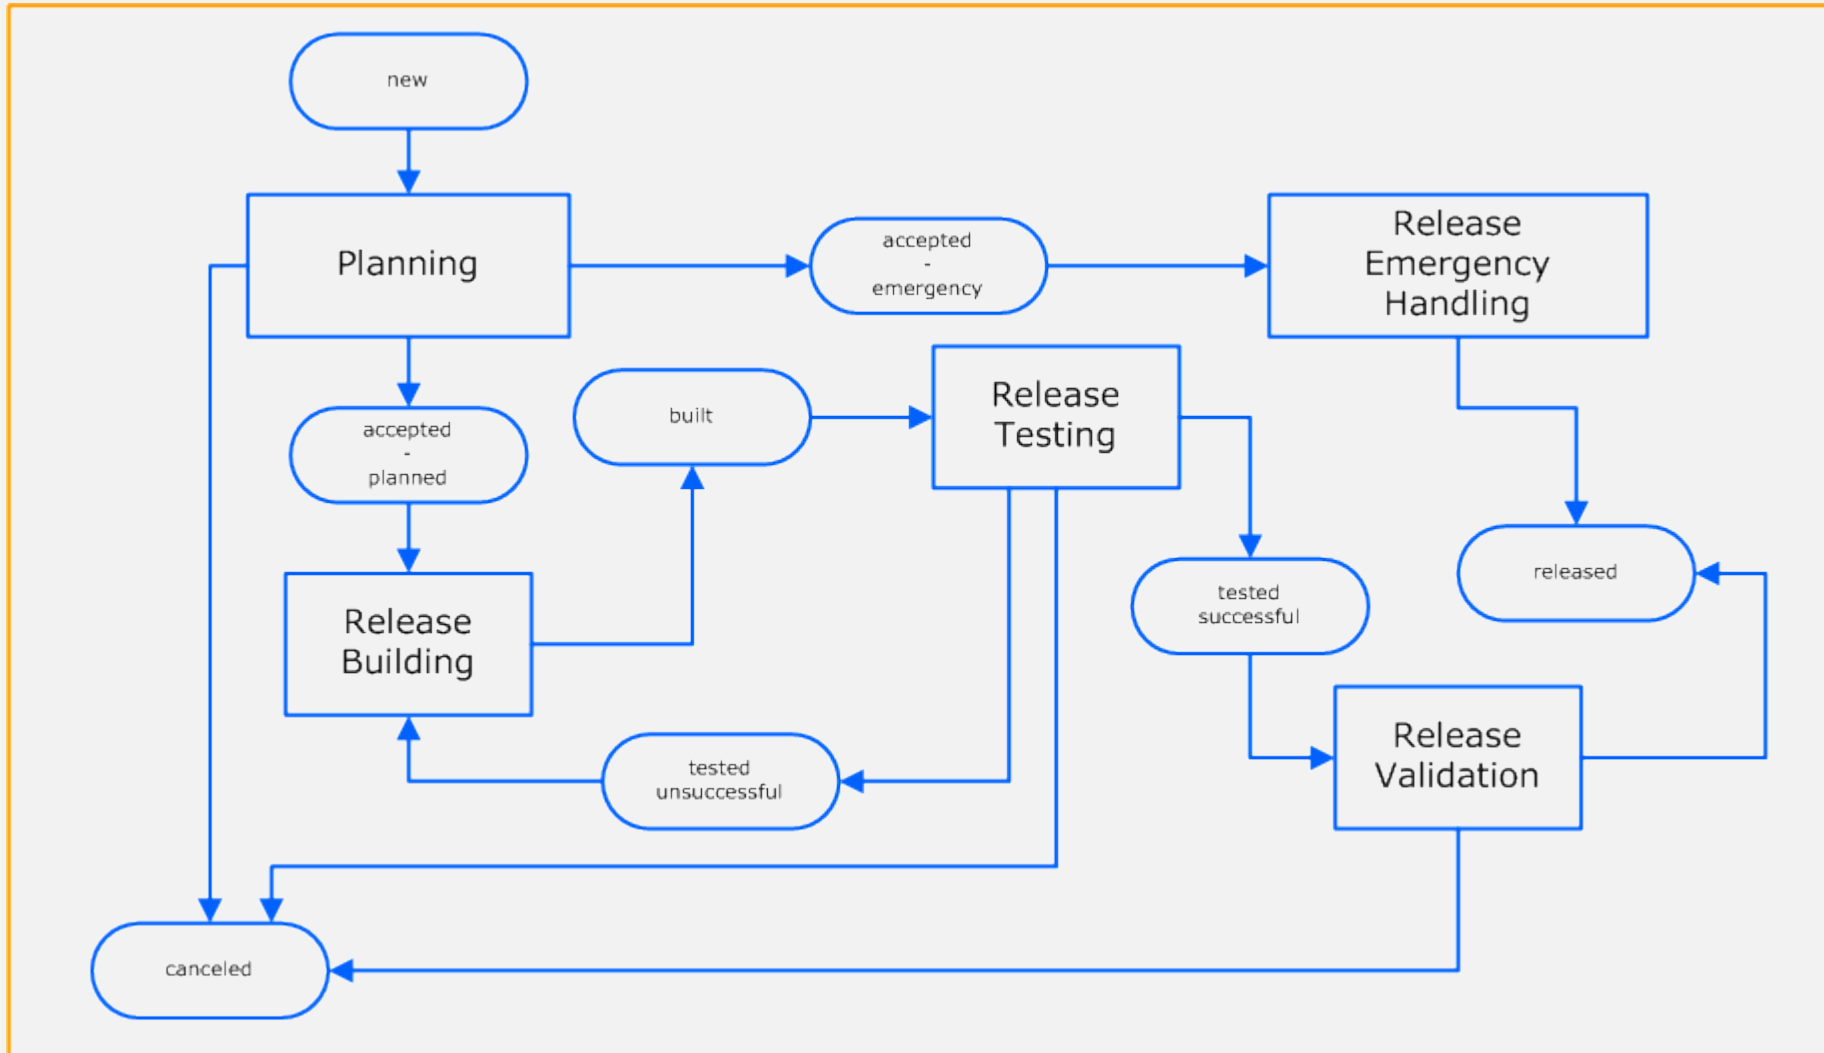 new
Planning
accepted
-
emergency
Release
Emergency
Handling
accepted
-
planned
built
Release
Testing
Release
Building
tested
successful
released
tested
unsuccessful
Release
Validation
canceled